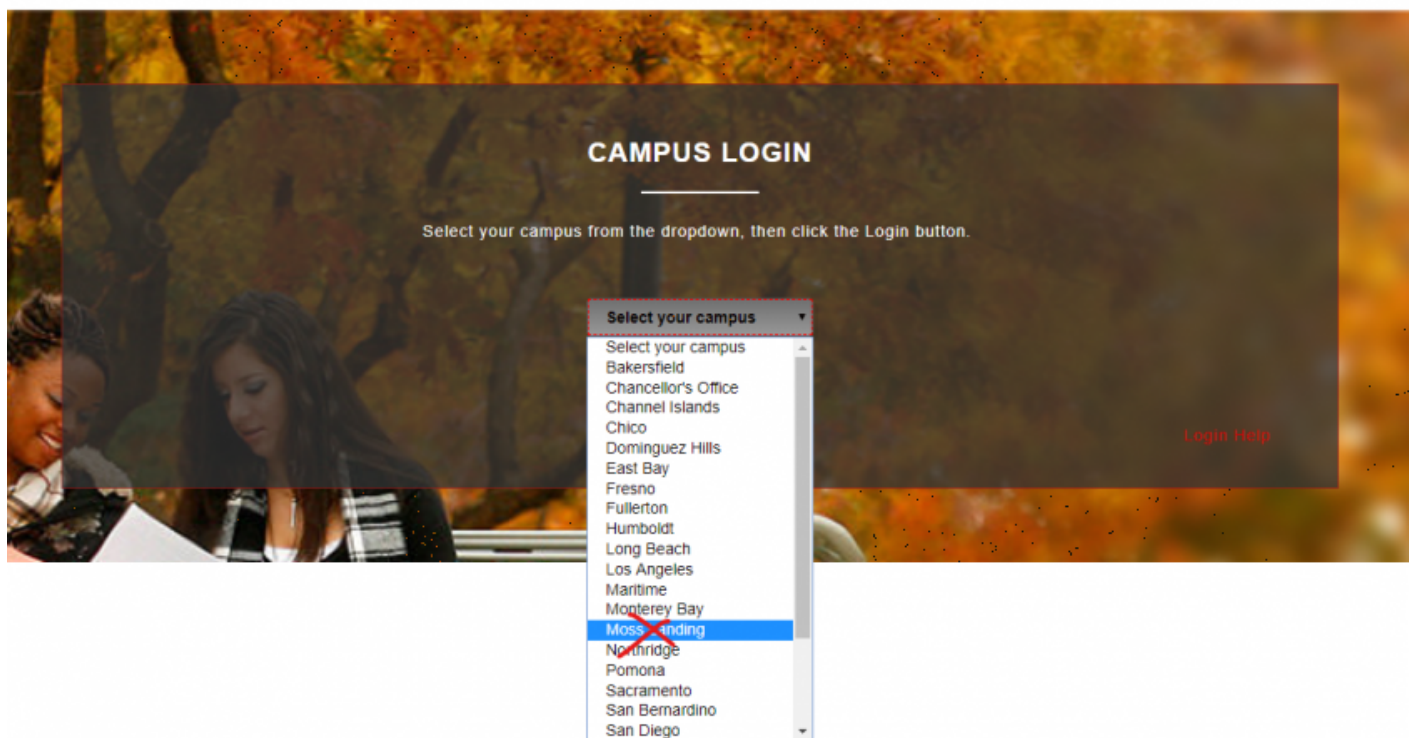 CAMPUS LOGIN
Select your campus from the dropdown, then click the Login button.
Select your campus
Select your campus
Bakersfield
Chancellor's Office
Channel Islands
Chico
Login Help
Dominguez Hills
East Bay
Fresno
Fullerton
Humboldt
Long Beach
Los Angeles
Maritime
Monterey Bay
Moss Landing
Northridge
Pomona
Sacramento
San Bernardino
San Diego